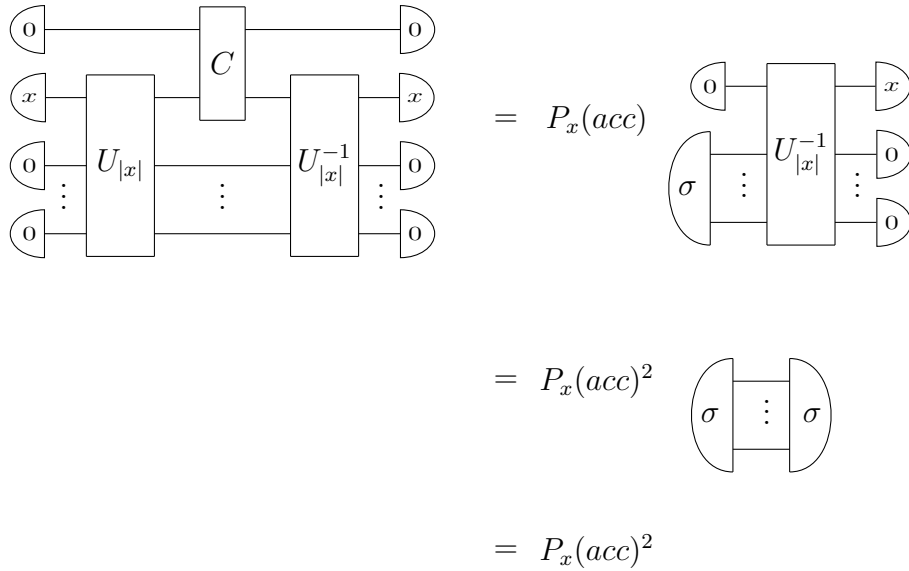 0 C 0
x x
U_{|x|} U_{|x|}^{-1}
0 0
⋮ ⋮ ⋮
0 0
= P_x(acc)
0 x
U_{|x|}^{-1}
σ ⋮ ⋮ 0
0
= P_x(acc)^2
σ ⋮ σ
= P_x(acc)^2